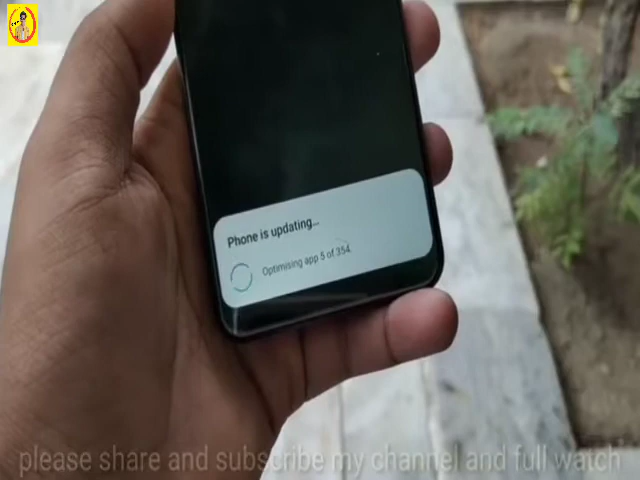 Phone is updating...
Optimising app 5 of 354.
please share and subscribe my channel and full watch